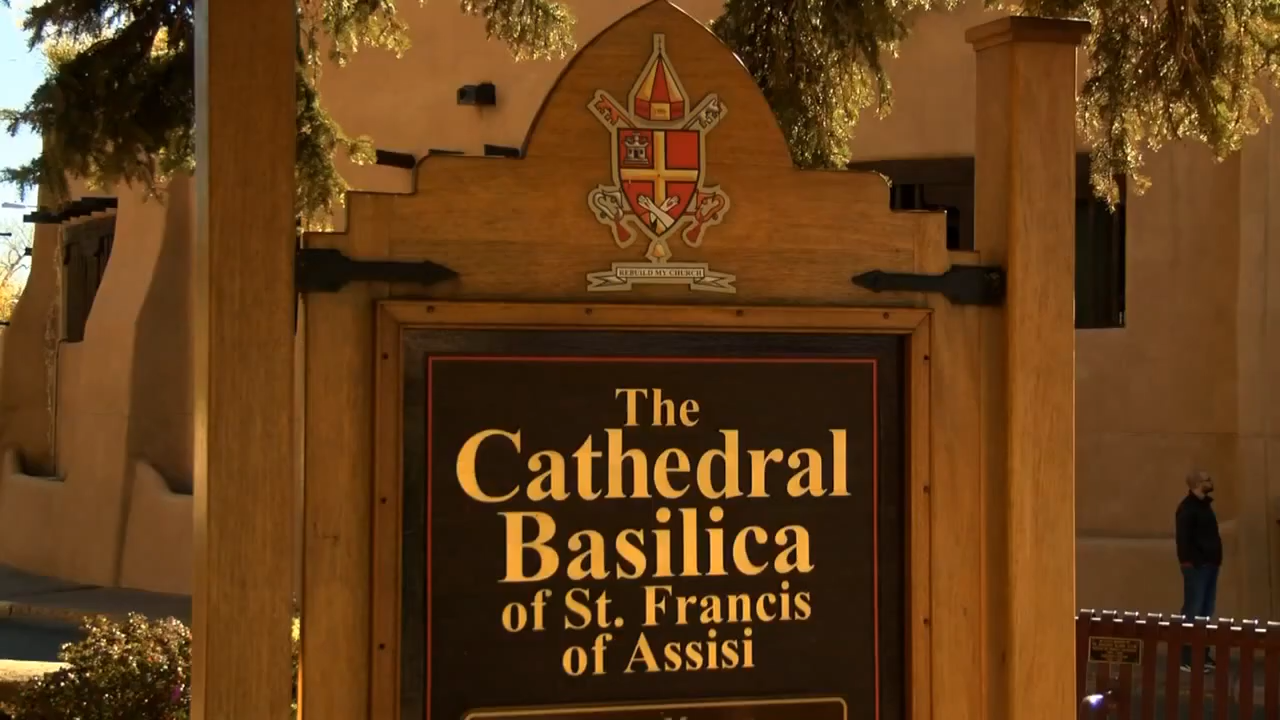 REBUILD MY CHURCH
The
Cathedral
Basilica
of St. Francis
of Assisi